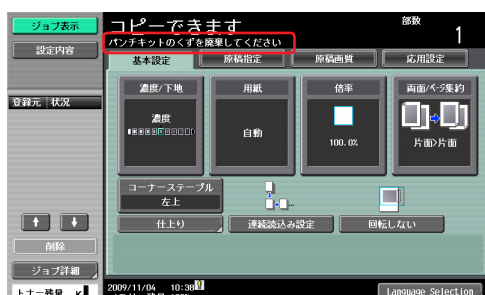 ジョブ表示
設定内容
登録元 状況
削除
ジョブ詳細
トナー残量 K
コピーできます
パンチキットのくずを廃棄してください
部数
1
基本設定
原稿指定
原稿画質
応用設定
濃度/下地
濃度
用紙
自動
倍率
100.0%
両面/ページ集約
片面>片面
コーナーステープル
左上
仕上り
連続読込み設定
回転しない
2009/11/04 10:38
Language Selection